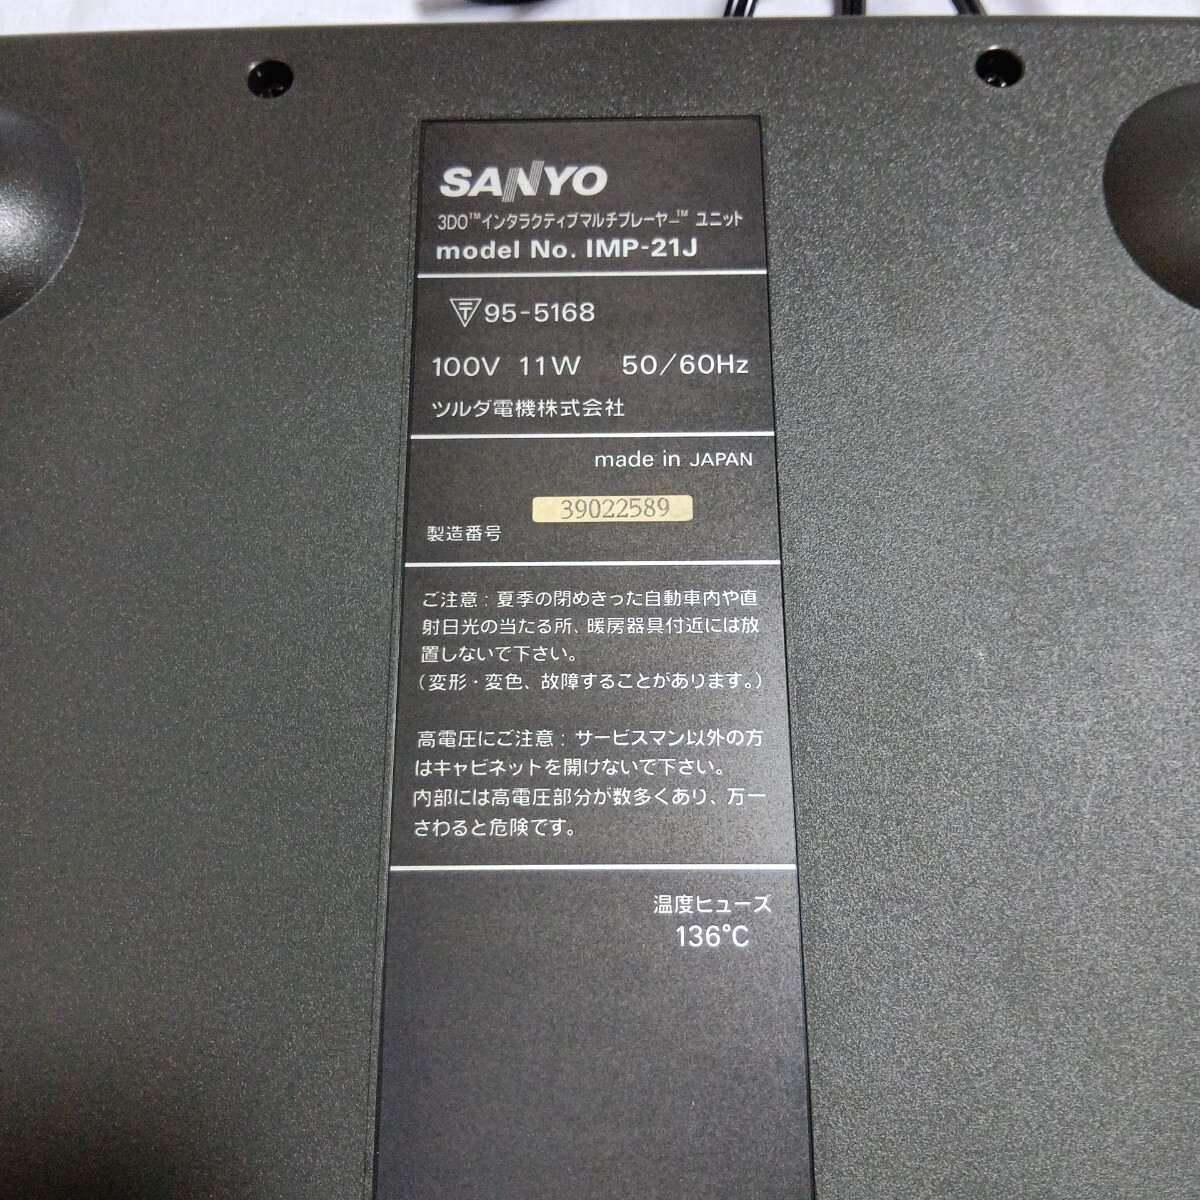 SANYO
3DO™インタラクティブマルチプレーヤー™ ユニット
model No. IMP-21J
〒95-5168
100V 11W 50/60Hz
ツルダ電機株式会社
made in JAPAN
39022589
製造番号
ご注意：夏季の閉めきった自動車内や直
射日光の当たる所、暖房器具付近には放
置しないで下さい。
（変形・変色、故障することがあります。）
高電圧にご注意：サービスマン以外の方
はキャビネットを開けないで下さい。
内部には高電圧部分が数多くあり、万一
さわると危険です。
温度ヒューズ
136℃